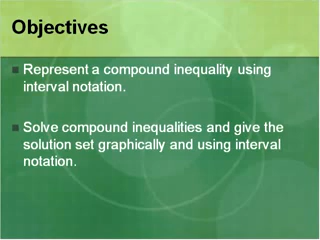 Objectives
Represent a compound inequality using
interval notation.
Solve compound inequalities and give the
solution set graphically and using interval
notation.